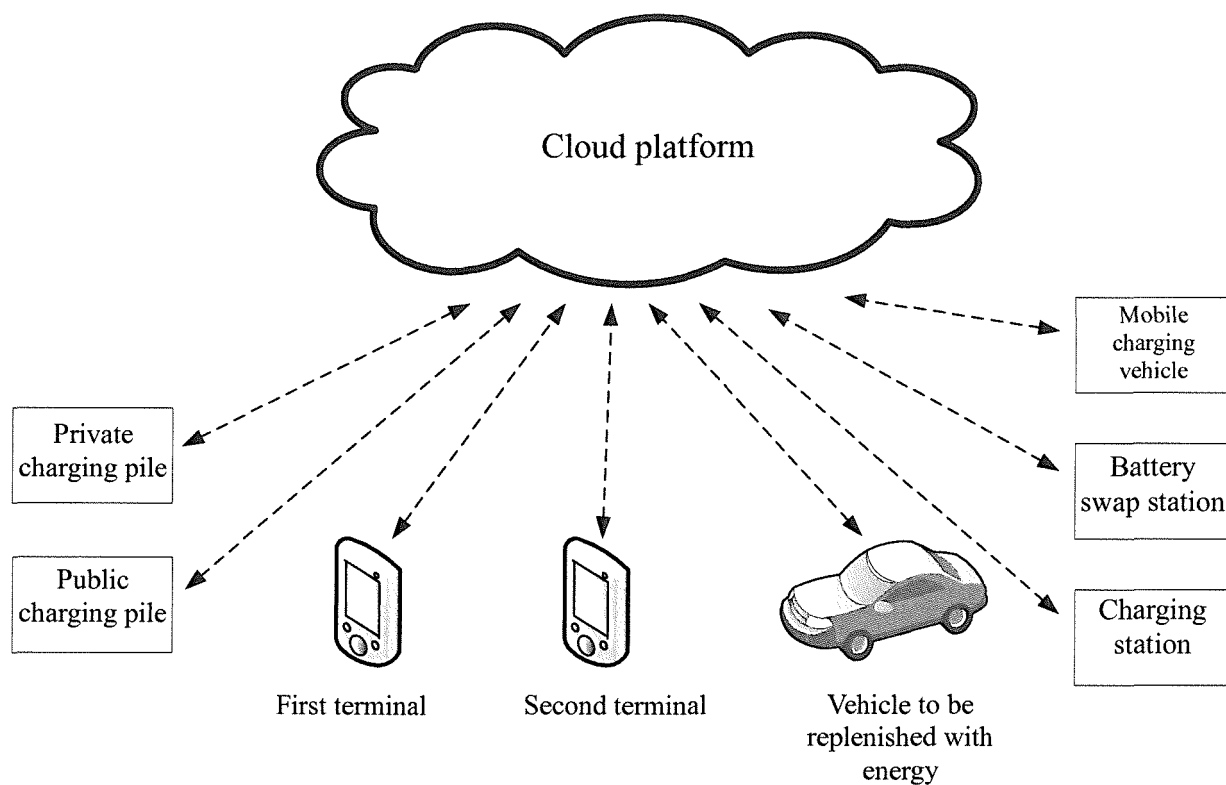 Cloud platform
Mobile
charging
vehicle
Private
charging pile
Battery
swap station
Public
charging pile
Charging
station
First terminal
Second terminal
Vehicle to be
replenished with
energy